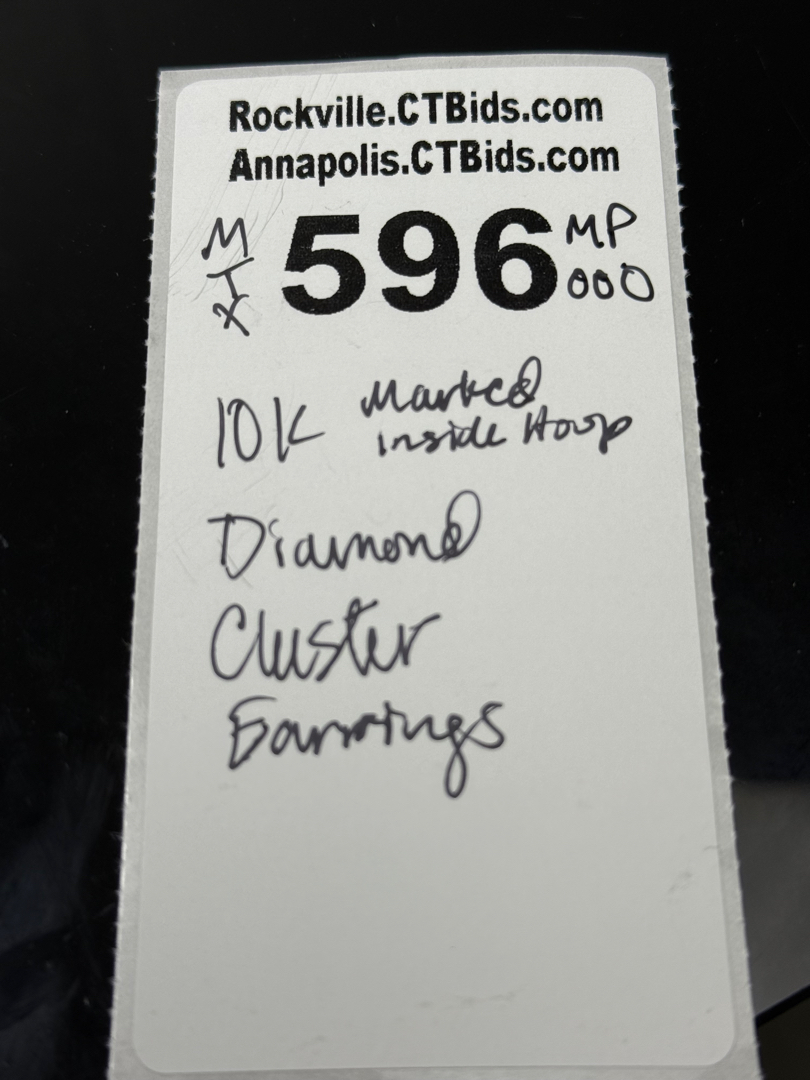 Rockville.CTBids.com
Annapolis.CTBids.com
596 MP
000
10K Marked
inside Hoop
Diamond
Cluster
Earrings